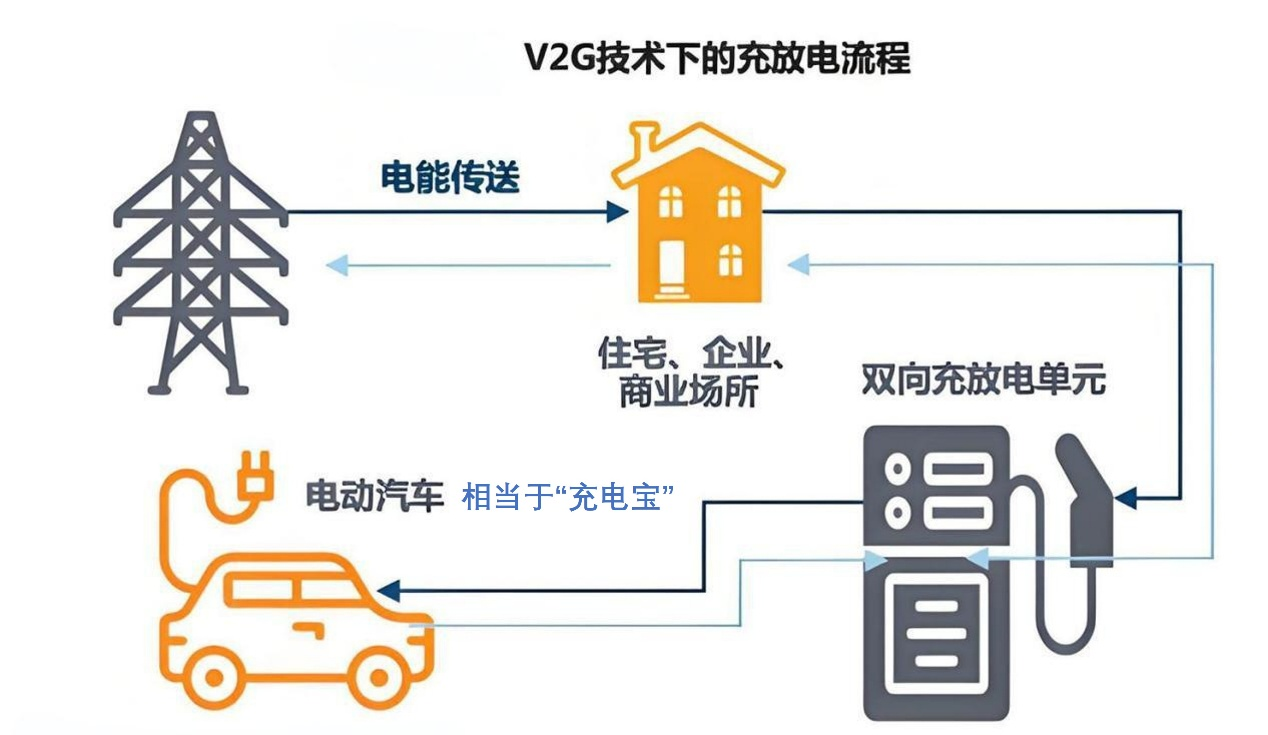 V2G技术下的充放电流程
电能传送
住宅、企业、
商业场所
双向充放电单元
电动汽车 相当于“充电宝”